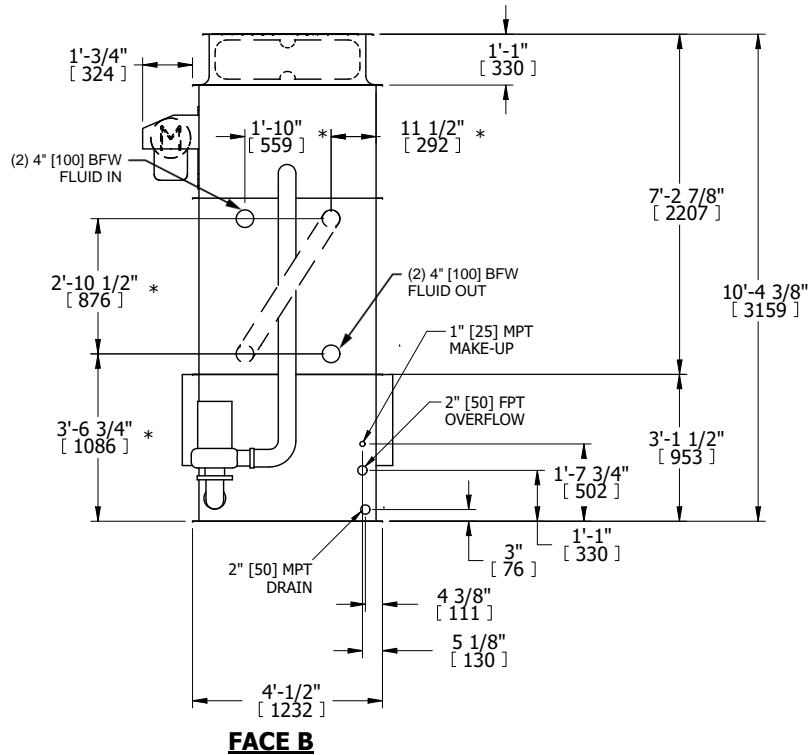 1'-3/4"
[ 324 ]
1'-1"
[ 330 ]
M
1'-10" *
[ 559 ]
11 1/2" *
[ 292 ]
(2) 4" [100] BFW
FLUID IN
7'-2 7/8"
[ 2207 ]
2'-10 1/2" *
[ 876 ]
(2) 4" [100] BFW
FLUID OUT
10'-4 3/8"
[ 3159 ]
1" [25] MPT
MAKE-UP
2" [50] FPT
OVERFLOW
3'-6 3/4" *
[ 1086 ]
3'-1 1/2"
[ 953 ]
1'-7 3/4"
[ 502 ]
1'-1"
[ 330 ]
3"
[ 76 ]
2" [50] MPT
DRAIN
4 3/8"
[ 111 ]
5 1/8"
[ 130 ]
4'-1/2"
[ 1232 ]
FACE B